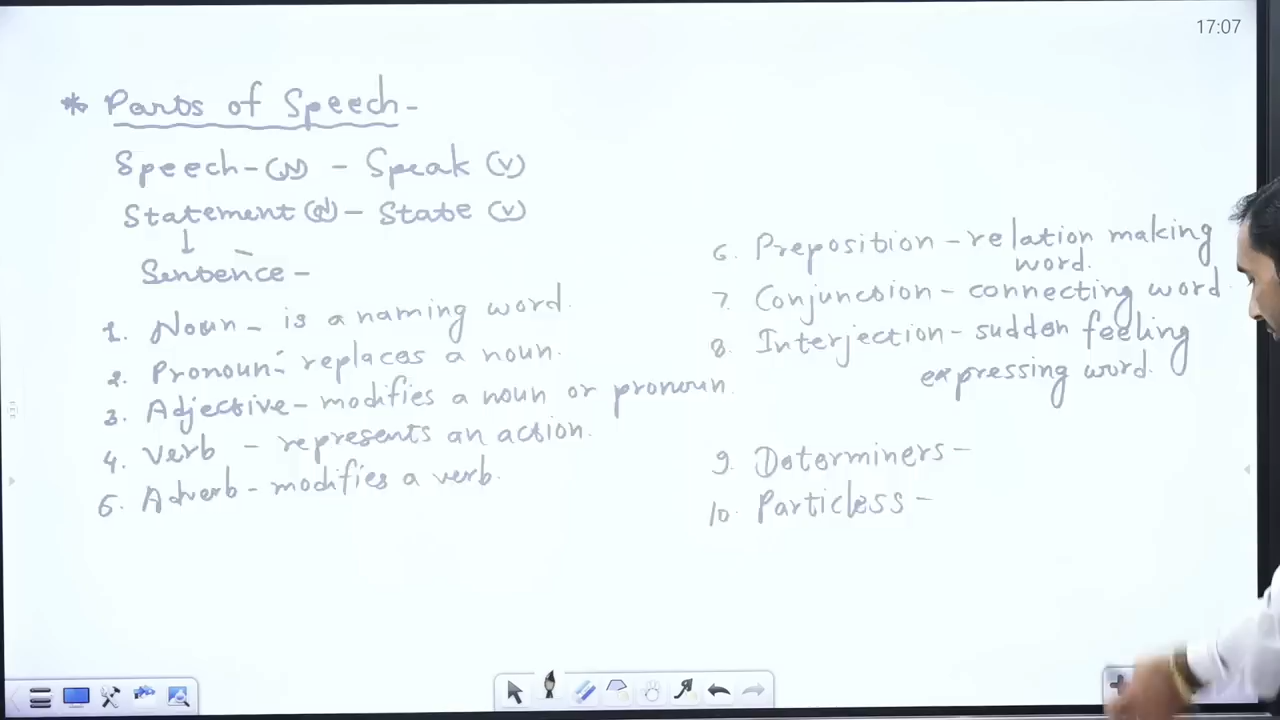 17:07
* Parts of Speech-
Speech-(N) - Speak (V)
Statement (N) - State (V)
↓
Sentence -
1. Noun - is a naming word.
2. Pronoun:- replaces a noun.
3. Adjective - modifies a noun or pronoun.
4. Verb - represents an action.
5. Adverb - modifies a verb.
6. Preposition - relation making
word.
7. Conjunction - connecting word
8. Interjection - sudden feeling
expressing word.
9. Determiners -
10. Particless -